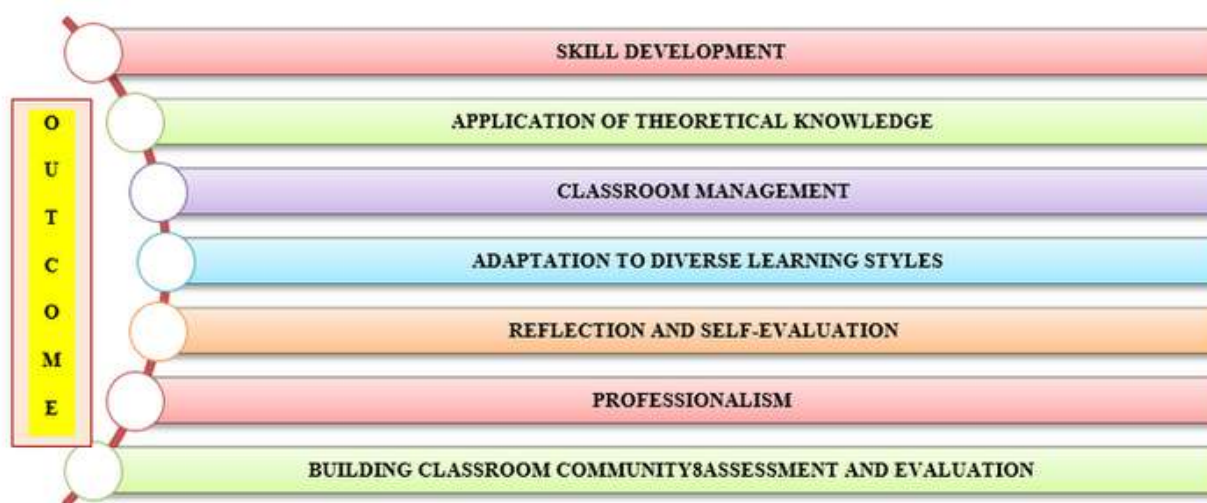 OUTCOME
SKILL DEVELOPMENT
APPLICATION OF THEORETICAL KNOWLEDGE
CLASSROOM MANAGEMENT
ADAPTATION TO DIVERSE LEARNING STYLES
REFLECTION AND SELF-EVALUATION
PROFESSIONALISM
BUILDING CLASSROOM COMMUNITY8ASSESSMENT AND EVALUATION